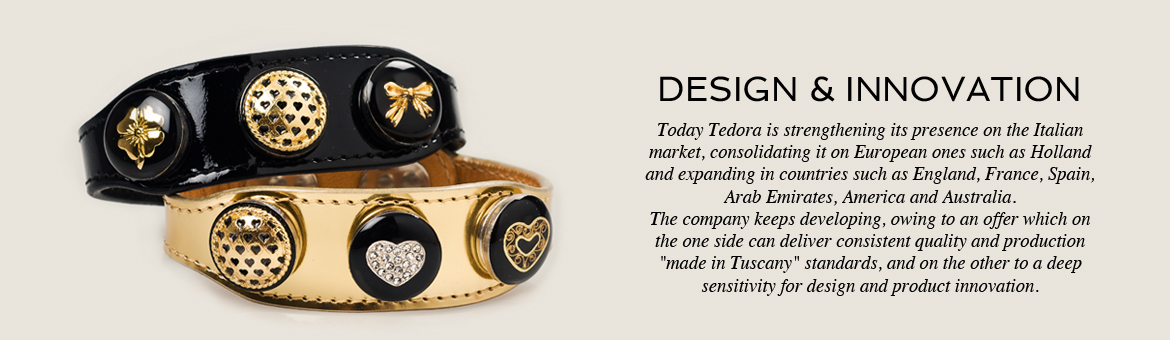 DESIGN & INNOVATION
Today Tedora is strengthening its presence on the Italian
market, consolidating it on European ones such as Holland
and expanding in countries such as England, France, Spain,
Arab Emirates, America and Australia.
The company keeps developing, owing to an offer which on
the one side can deliver consistent quality and production
"made in Tuscany" standards, and on the other to a deep
sensitivity for design and product innovation.